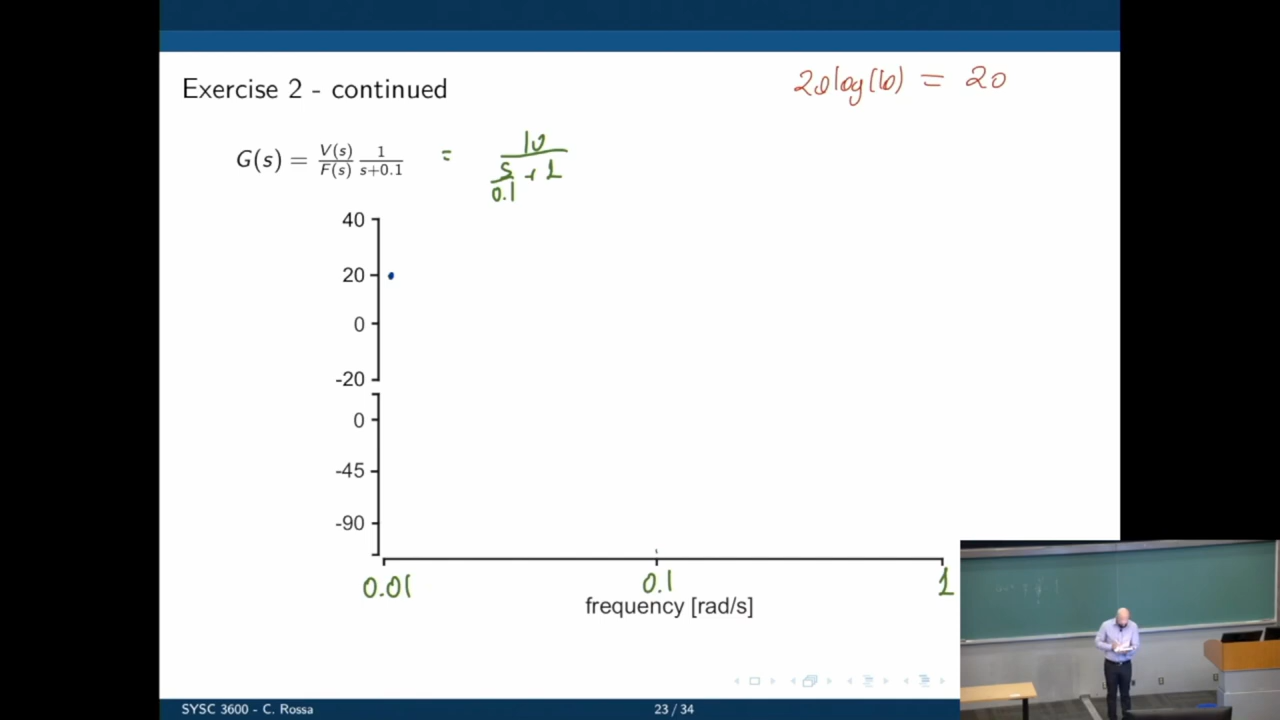 Exercise 2 - continued
20log(10) = 20
G(s) = V(s)/F(s) 1/(s+0.1) = 10/(s/0.1 + 1)
40
20
0
-20
0
-45
-90
0.01 0.1 1
frequency [rad/s]
SYSC 3600 - C. Rossa 23 / 34